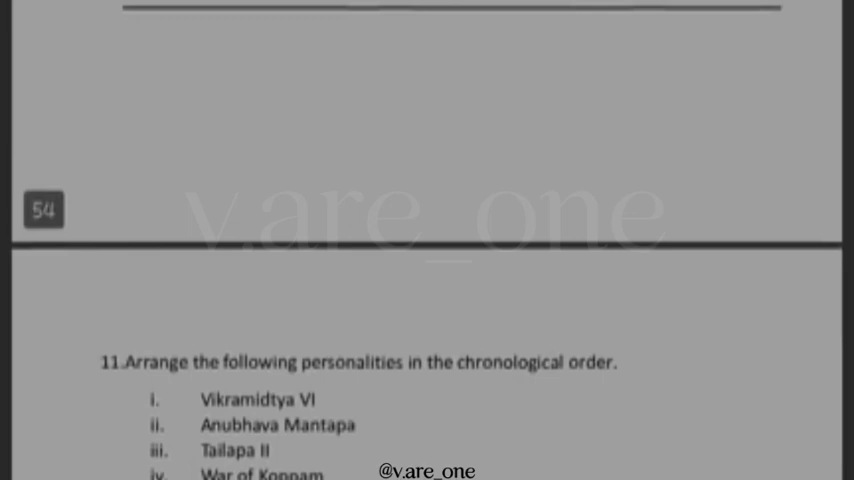 54
v.are_one
11.Arrange the following personalities in the chronological order.
i. Vikramidtya VI
ii. Anubhava Mantapa
iii. Tailapa II
iv. War of Koppam
@v.are_one